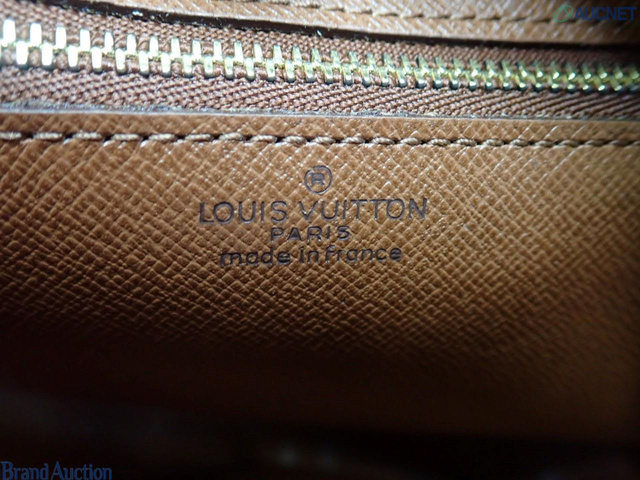 AUCNET
®
LOUIS VUITTON
PARIS
made in france
Brand Auction